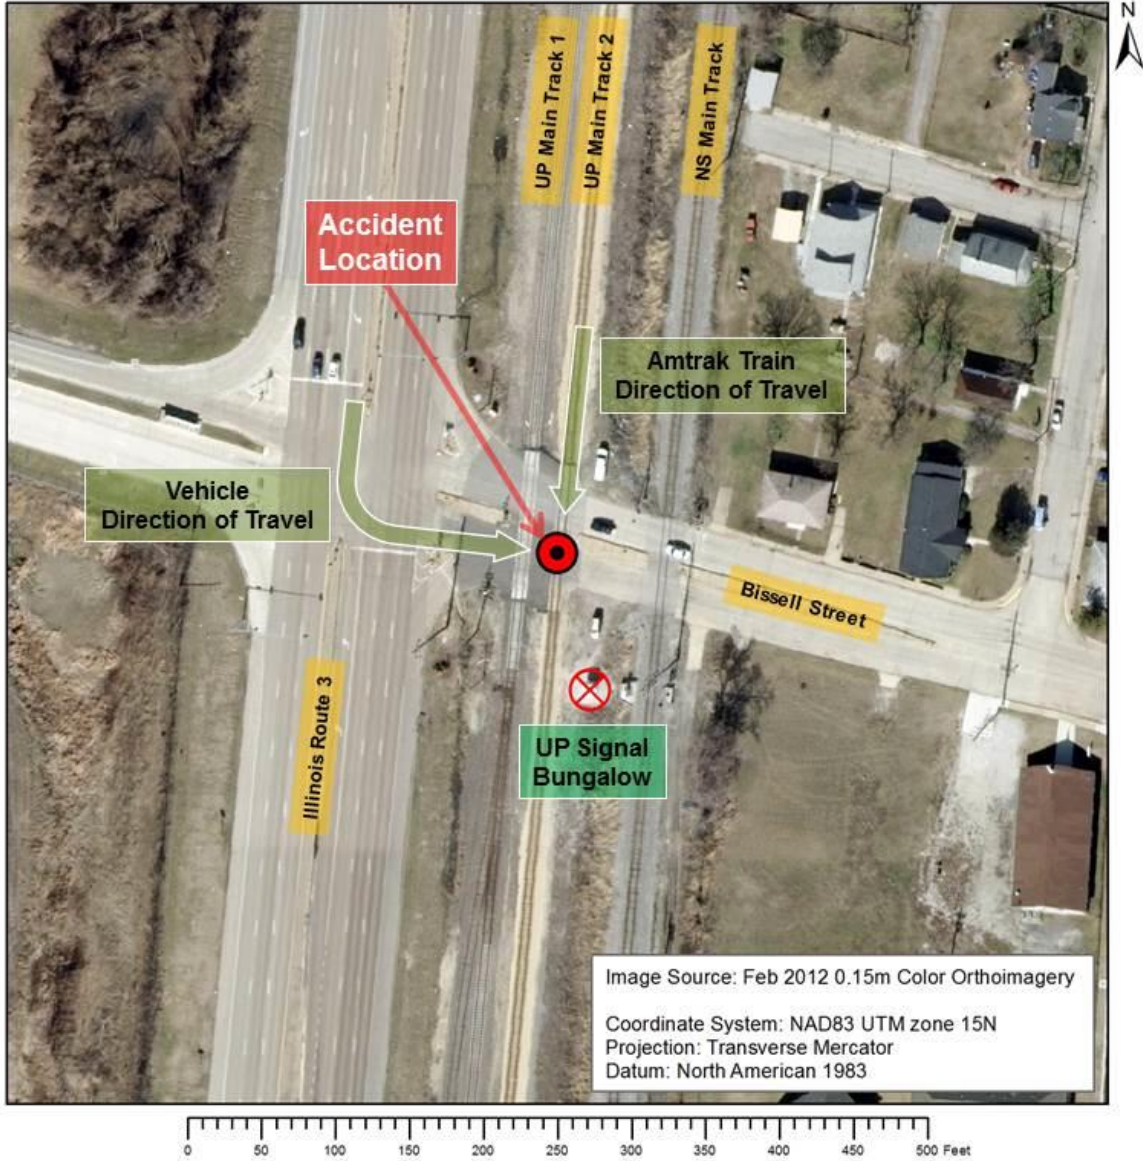 N
UP Main Track 1
UP Main Track 2
NS Main Track
Accident
Location
Amtrak Train
Direction of Travel
Vehicle
Direction of Travel
Bissell Street
Illinois Route 3
UP Signal
Bungalow
Image Source: Feb 2012 0.15m Color Orthoimagery
Coordinate System: NAD83 UTM zone 15N
Projection: Transverse Mercator
Datum: North American 1983
0 50 100 150 200 250 300 350 400 450 500 Feet